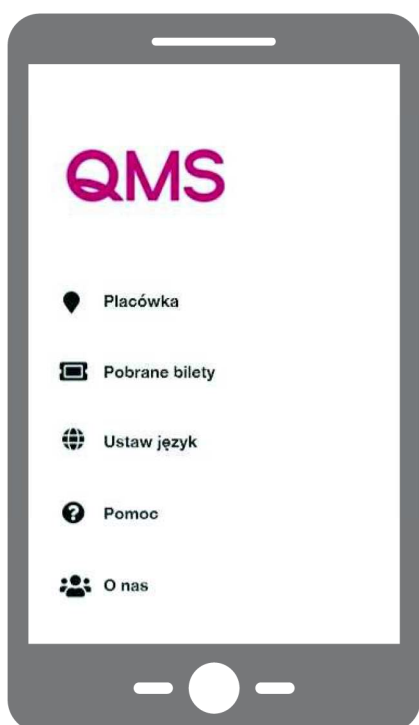 QMS
Placówka
Pobrane bilety
Ustaw język
Pomoc
O nas